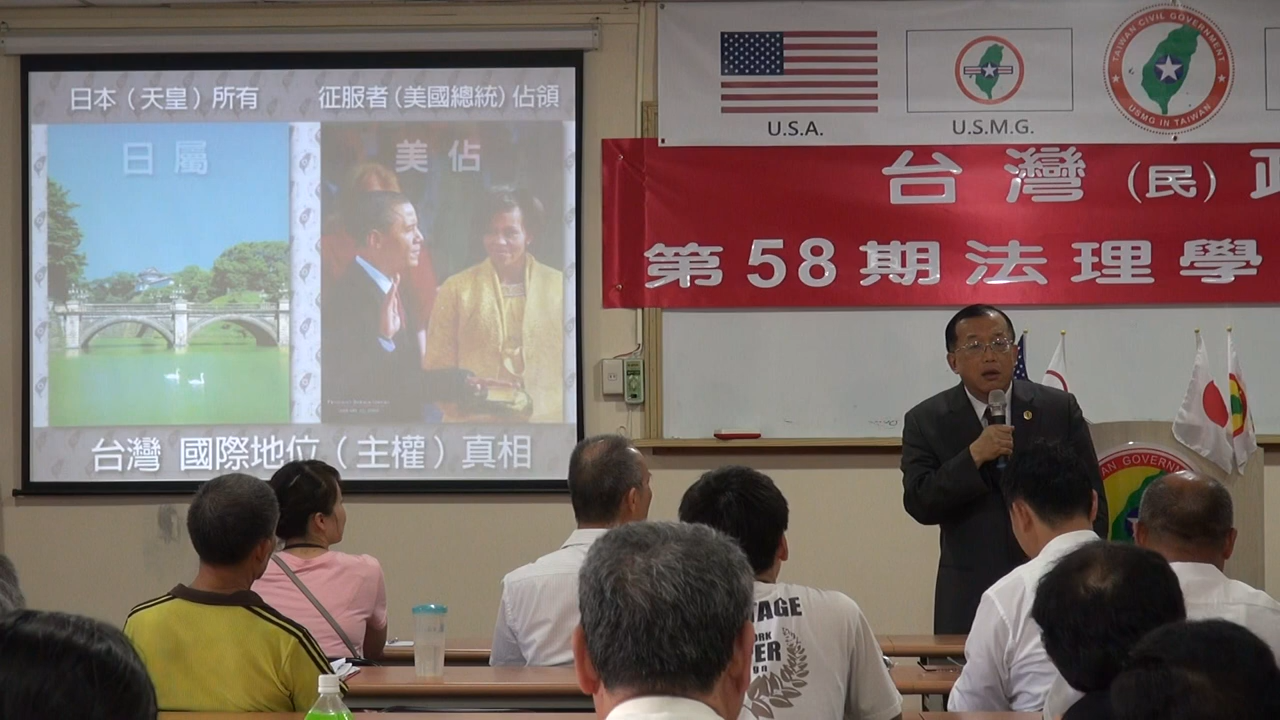 日本（天皇）所有
征服者（美國總統）佔領
日屬
美佔
台灣 國際地位（主權）真相
U.S.A.
U.S.M.G.
TAIWAN CIVIL GOVERNMENT
USMG IN TAIWAN
台灣（民）政
第58期法理學